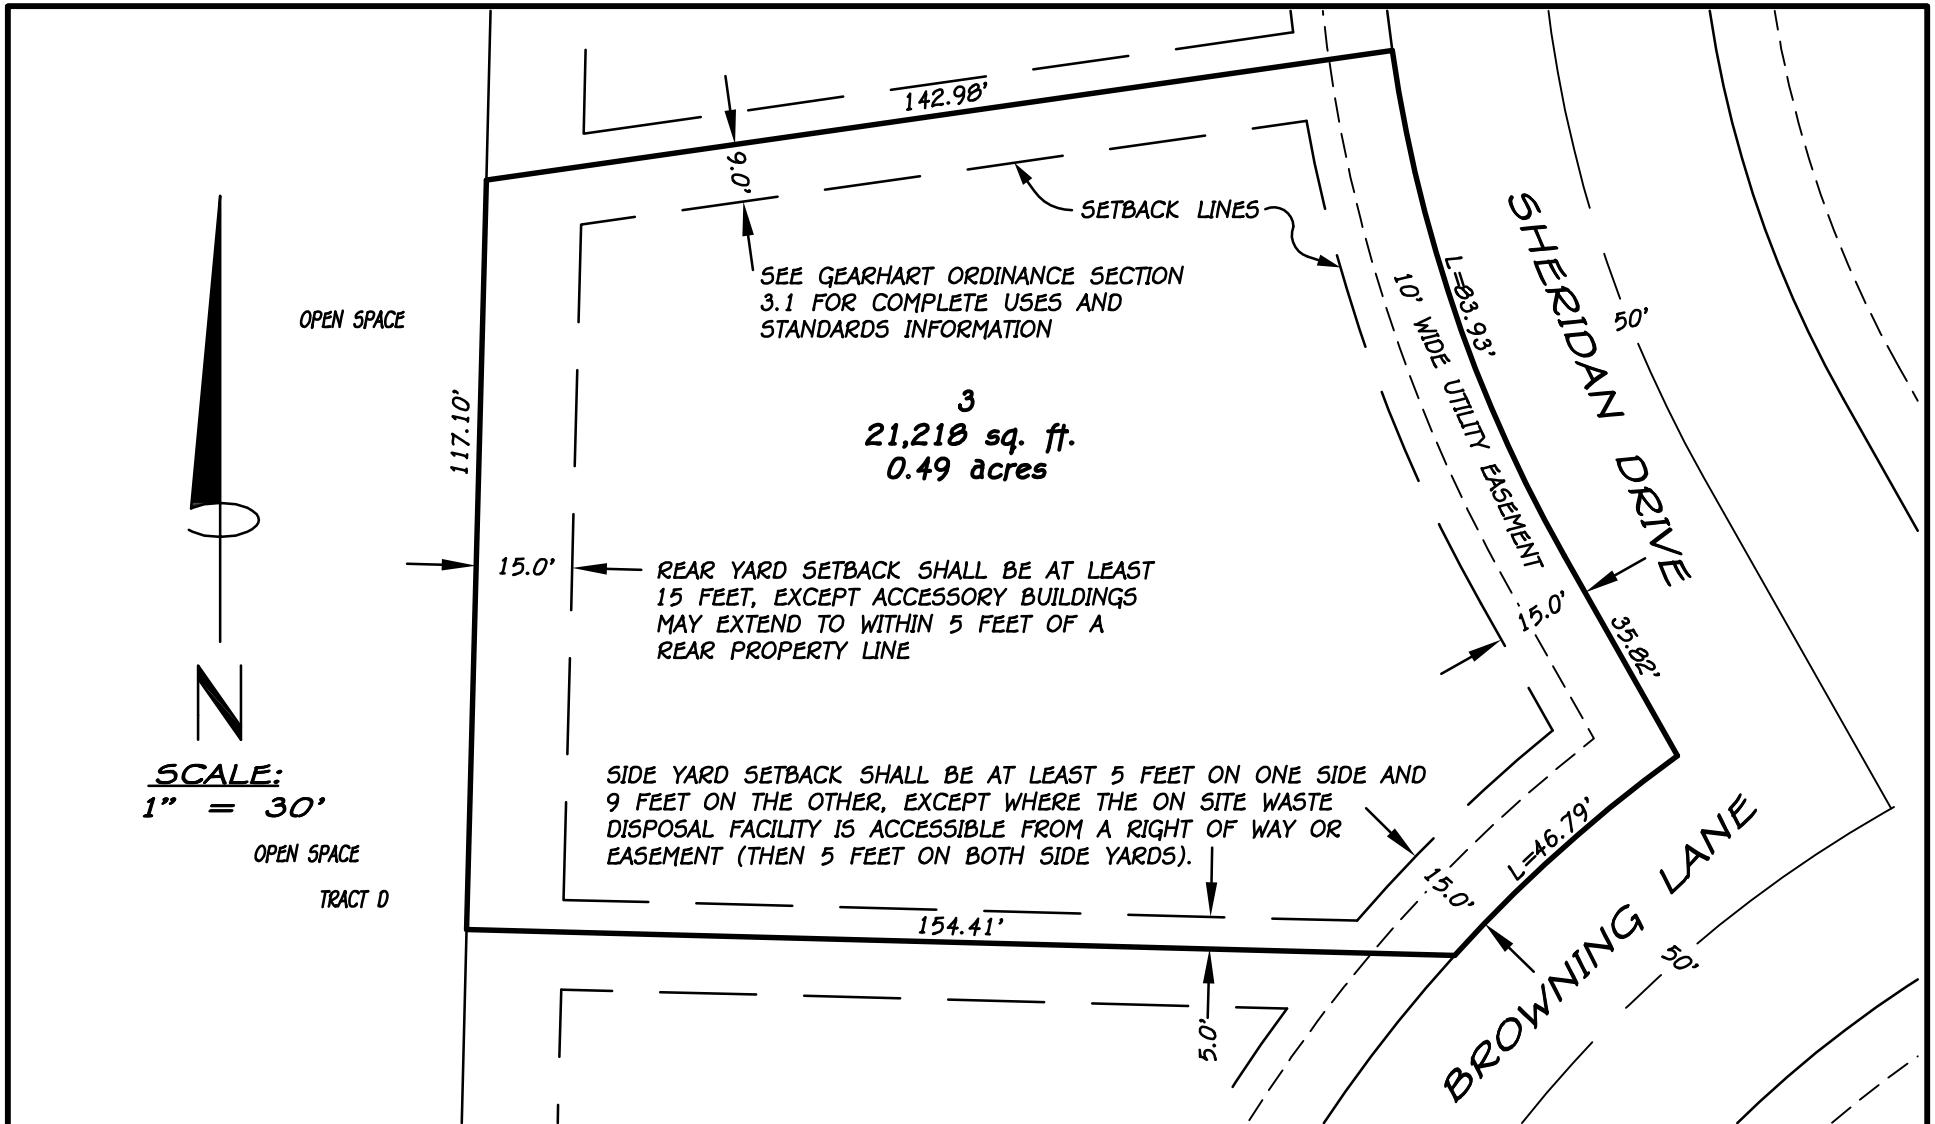 142.98'
9.0'
SETBACK LINES
SEE GEARHART ORDINANCE SECTION
3.1 FOR COMPLETE USES AND
STANDARDS INFORMATION
OPEN SPACE
SHERIDAN DRIVE
50'
L=83.93'
10' WIDE UTILITY EASEMENT
117.10'
3
21,218 sq. ft.
0.49 acres
15.0'
REAR YARD SETBACK SHALL BE AT LEAST
15 FEET, EXCEPT ACCESSORY BUILDINGS
MAY EXTEND TO WITHIN 5 FEET OF A
REAR PROPERTY LINE
15.0'
35.82'
N
SCALE:
1" = 30'
SIDE YARD SETBACK SHALL BE AT LEAST 5 FEET ON ONE SIDE AND
9 FEET ON THE OTHER, EXCEPT WHERE THE ON SITE WASTE
DISPOSAL FACILITY IS ACCESSIBLE FROM A RIGHT OF WAY OR
EASEMENT (THEN 5 FEET ON BOTH SIDE YARDS).
OPEN SPACE
TRACT D
L=46.79'
15.0'
154.41'
BROWNING LANE
50'
5.0'